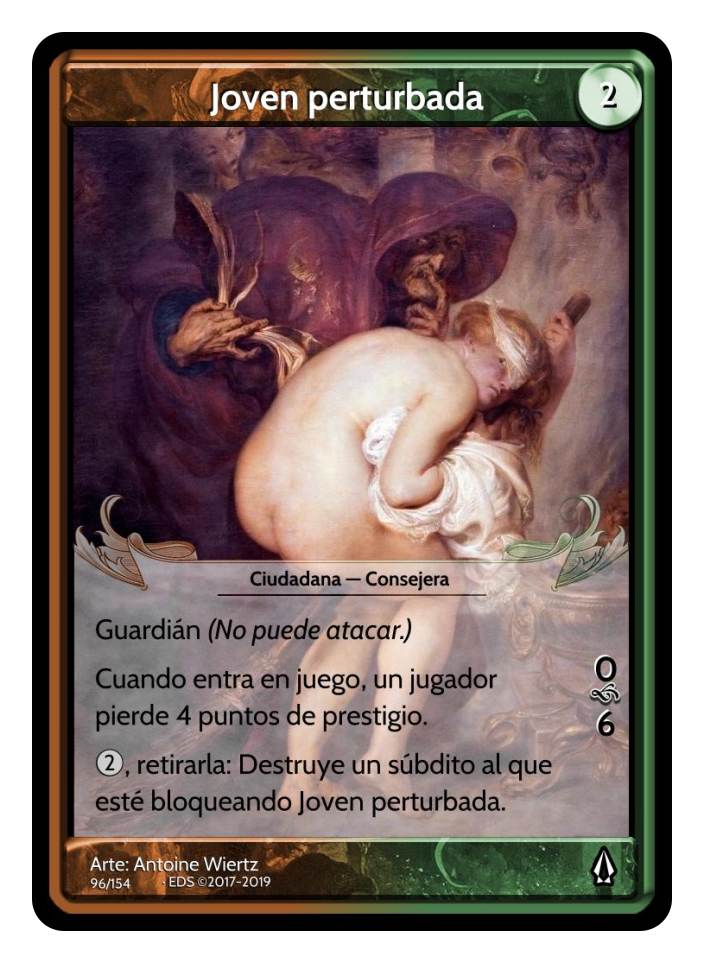 Joven perturbada
2
Ciudadana — Consejera
Guardián (No puede atacar.)
Cuando entra en juego, un jugador
pierde 4 puntos de prestigio.
2, retirarla: Destruye un súbdito al que
esté bloqueando Joven perturbada.
0
6
Arte: Antoine Wiertz
96/154 · EDS ©2017-2019